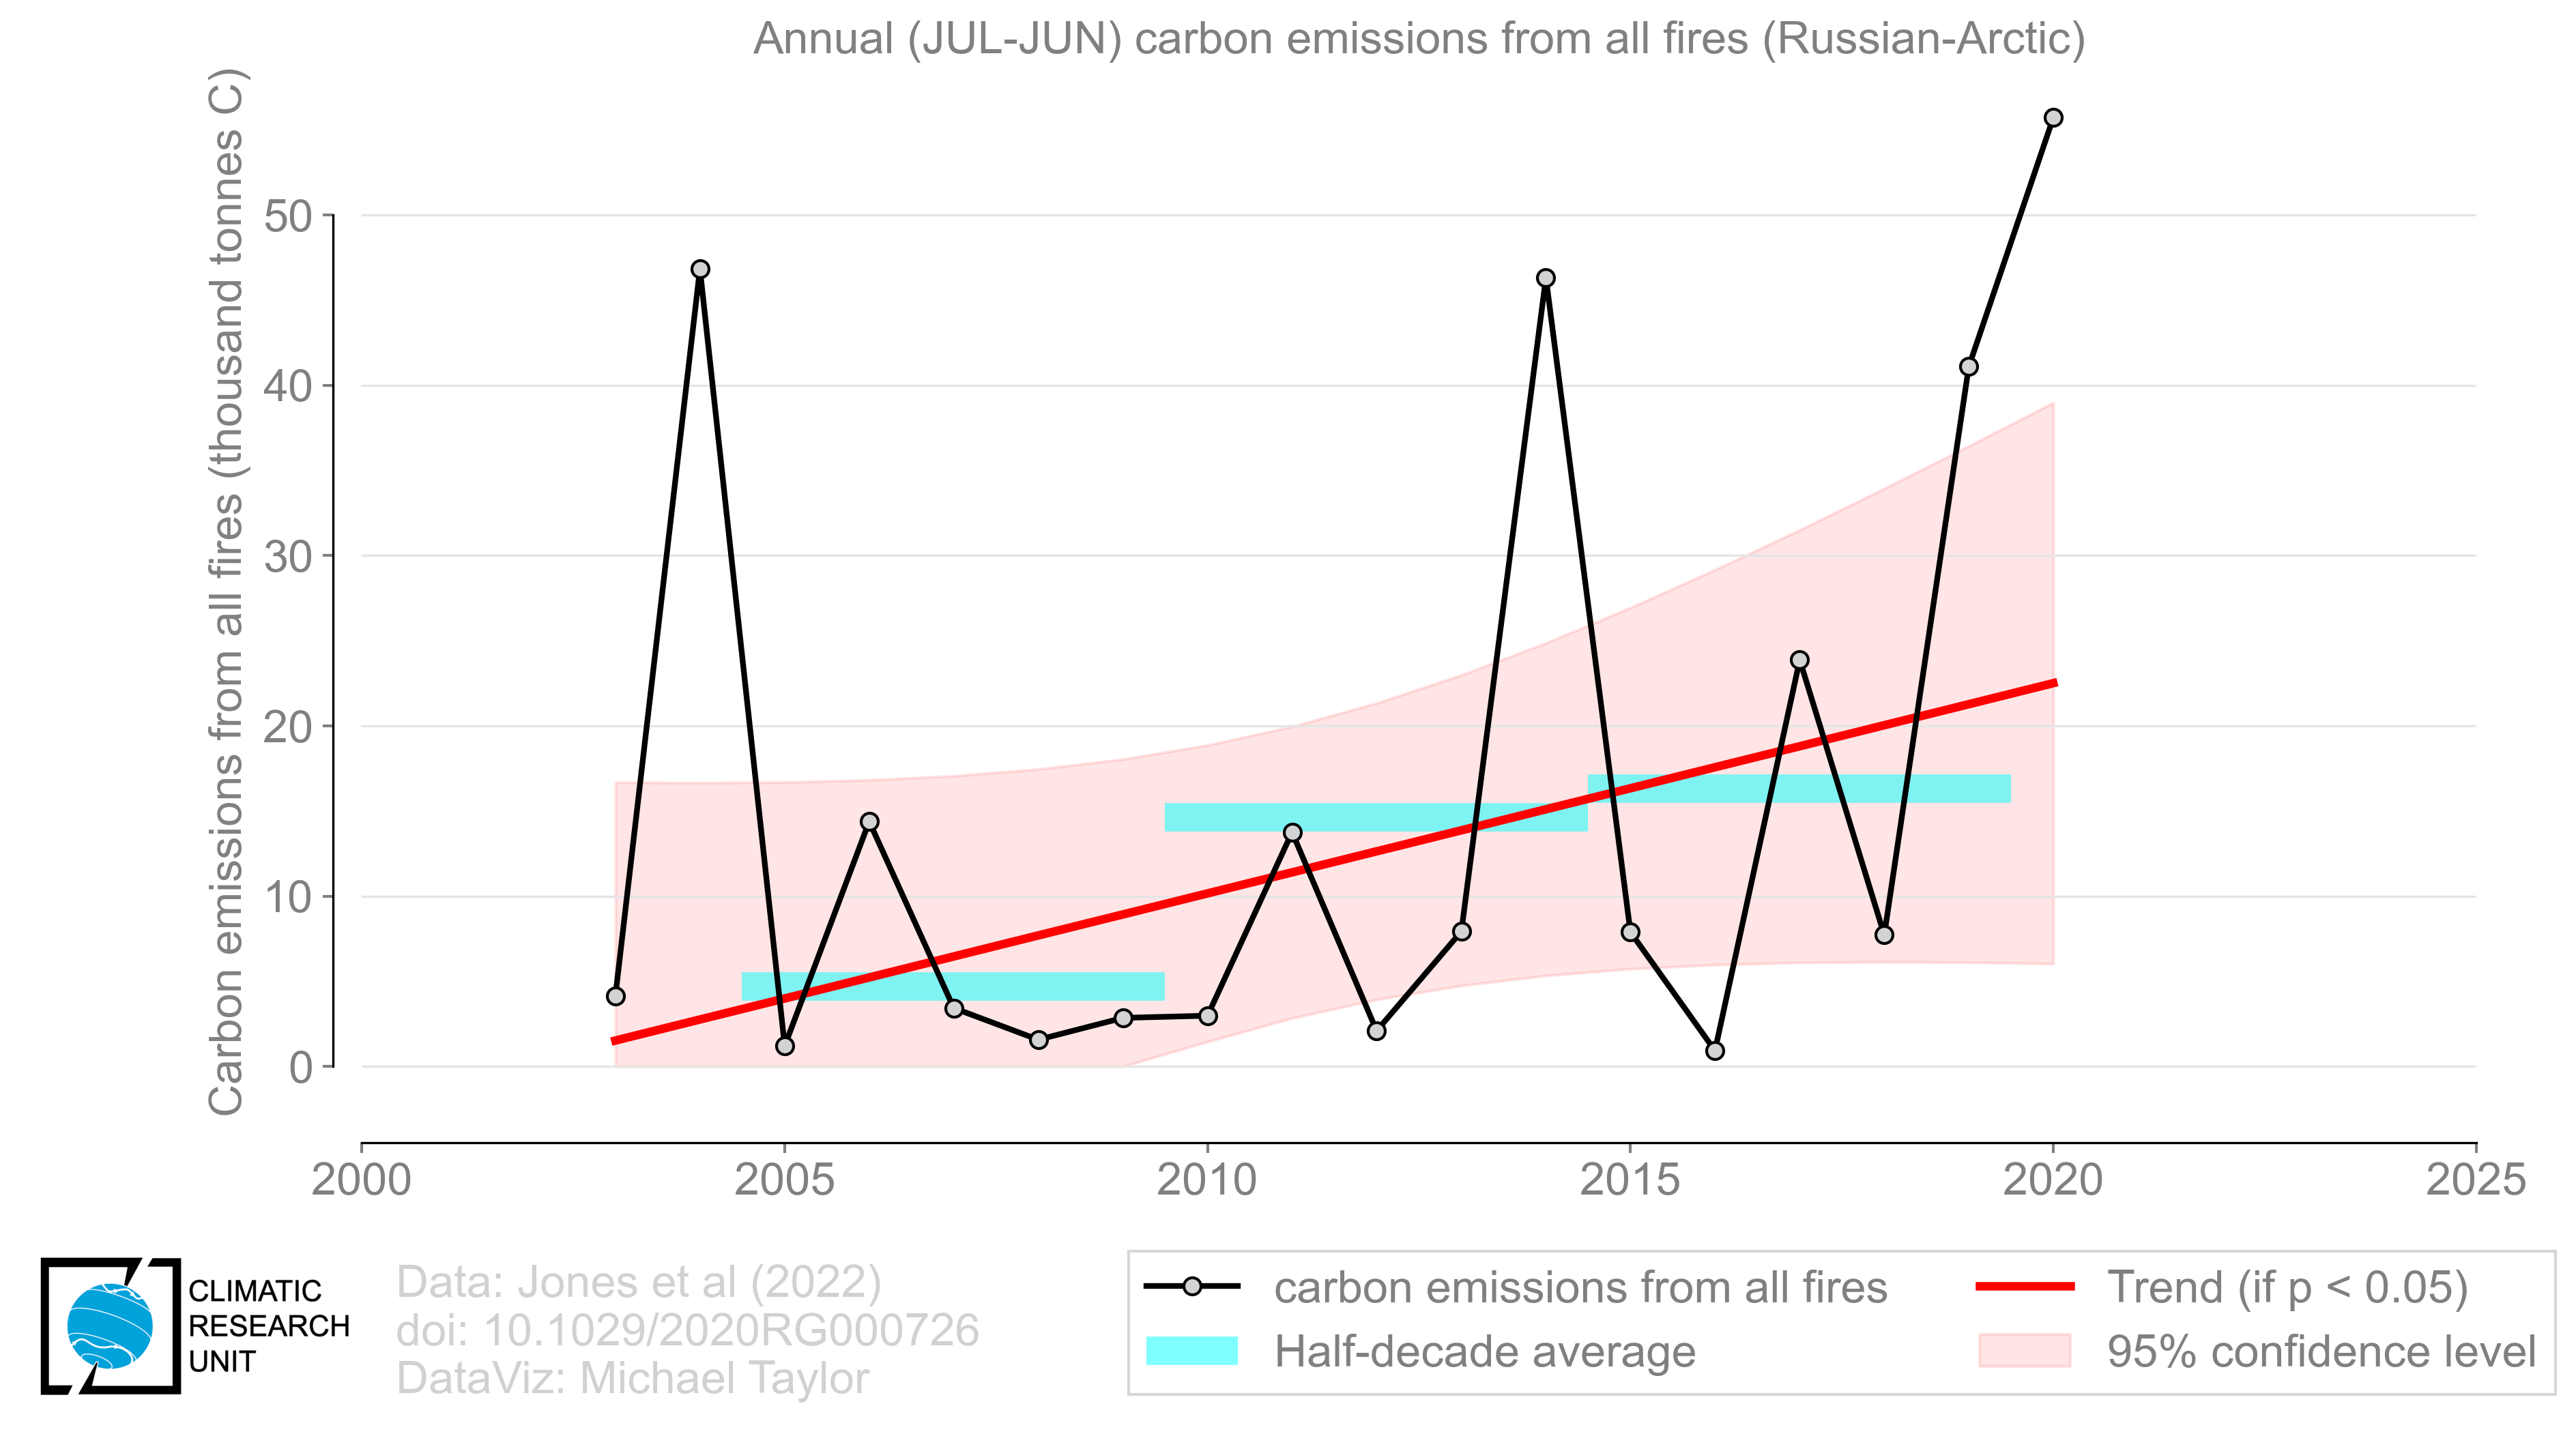 Annual (JUL-JUN) carbon emissions from all fires (Russian-Arctic)
Carbon emissions from all fires (thousand tonnes C)
50
40
30
20
10
0
2000 2005 2010 2015 2020 2025
CLIMATIC
RESEARCH
UNIT
Data: Jones et al (2022)
doi: 10.1029/2020RG000726
DataViz: Michael Taylor
carbon emissions from all fires
Half-decade average
Trend (if p < 0.05)
95% confidence level